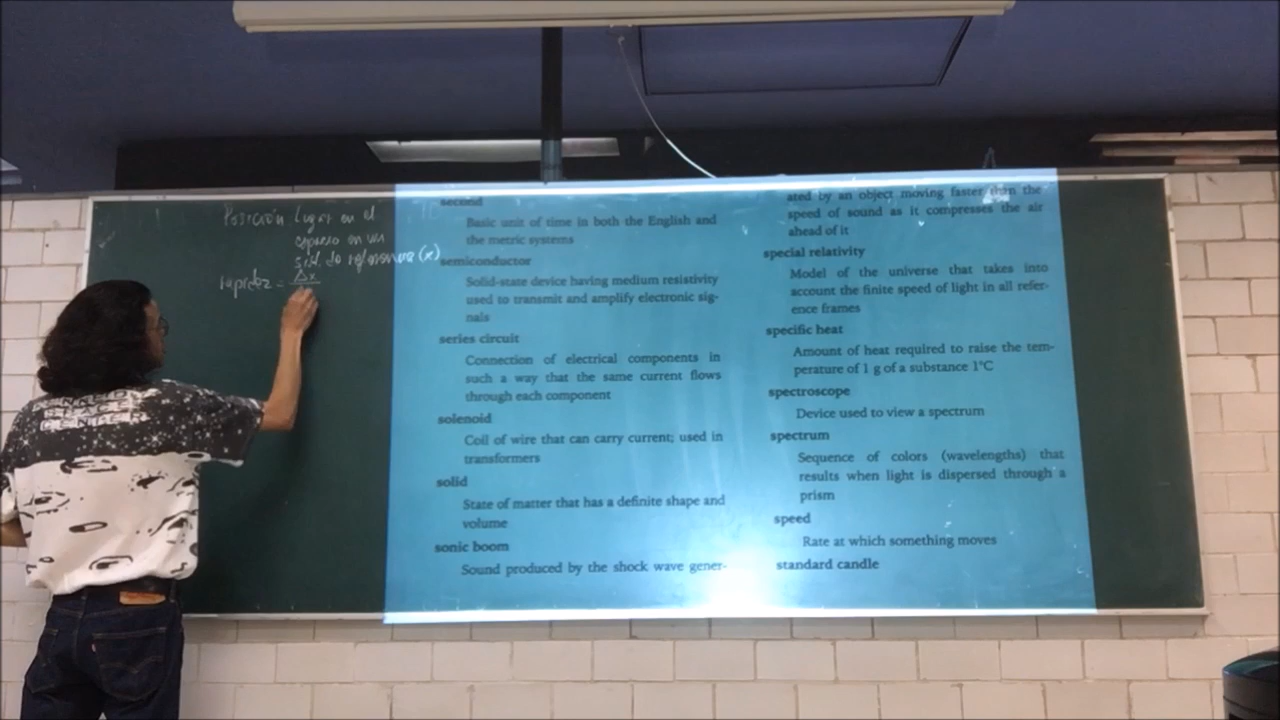 Posición Lugar en el
espacio en un
sist de referencia (x)
rapidez = Δx
second
Basic unit of time in both the English and
the metric systems
semiconductor
Solid-state device having medium resistivity
used to transmit and amplify electronic sig-
nals
series circuit
Connection of electrical components in
such a way that the same current flows
through each component
solenoid
Coil of wire that can carry current; used in
transformers
solid
State of matter that has a definite shape and
volume
sonic boom
Sound produced by the shock wave gener-
ated by an object moving faster than the
speed of sound as it compresses the air
ahead of it
special relativity
Model of the universe that takes into
account the finite speed of light in all refer-
ence frames
specific heat
Amount of heat required to raise the tem-
perature of 1 g of a substance 1°C
spectroscope
Device used to view a spectrum
spectrum
Sequence of colors (wavelengths) that
results when light is dispersed through a
prism
speed
Rate at which something moves
standard candle
KENNEDY
SPACE
CENTER